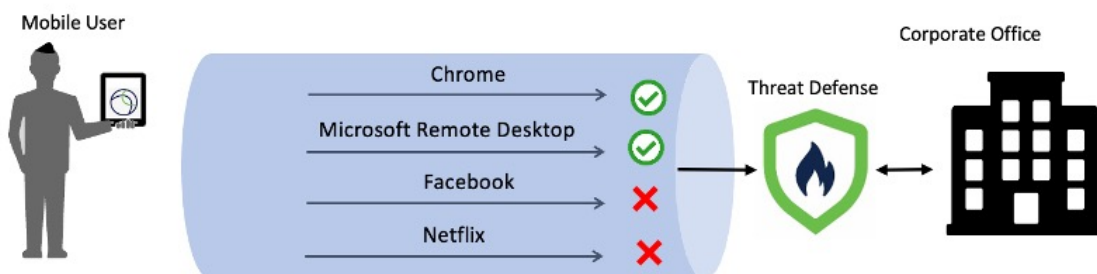 Mobile User
Corporate Office
Chrome
Threat Defense
Microsoft Remote Desktop
Facebook
Netflix